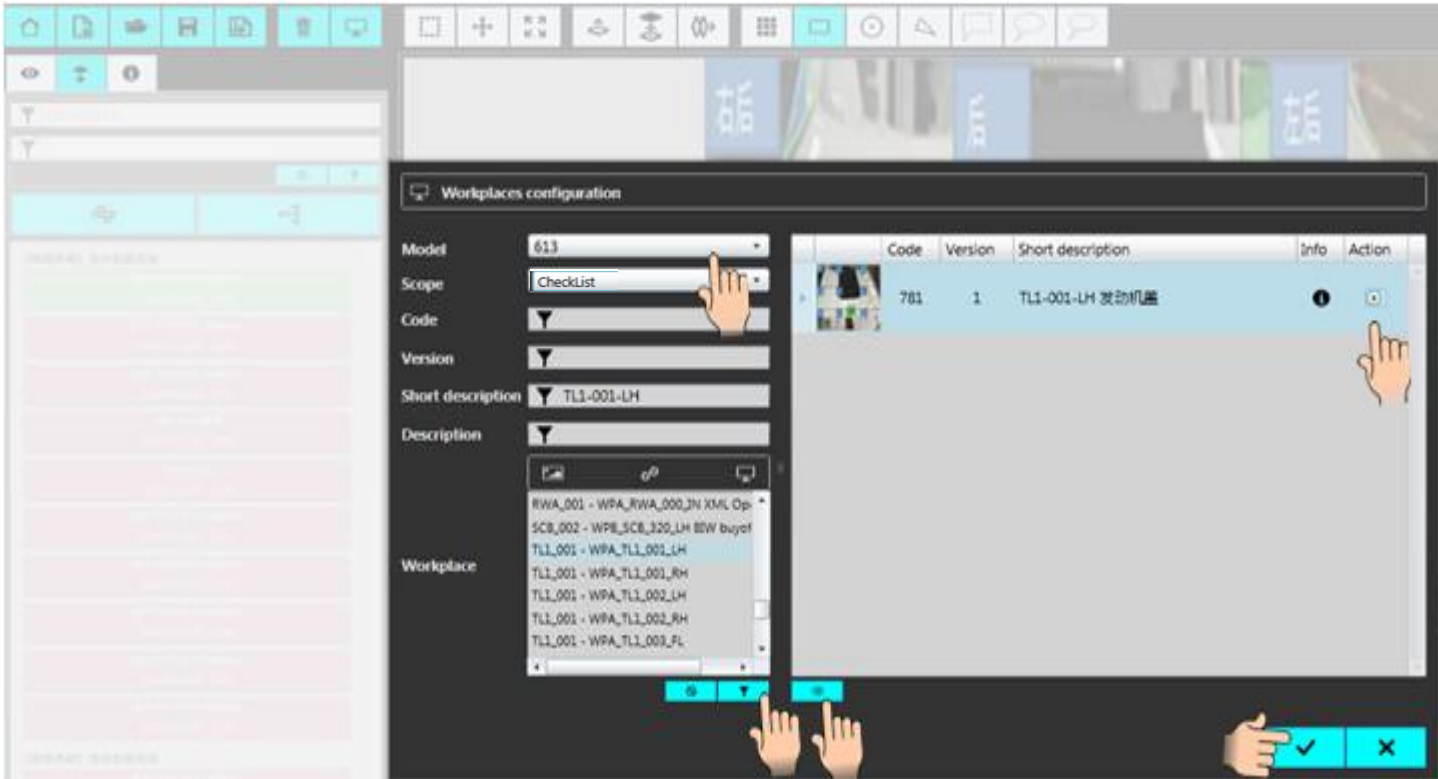 Workplaces configuration
Model
613
Scope
CheckList
Code
Version
Short description
TL1-001-LH
Description
Workplace
RWA_001 - WPA_RWA_000_IN XML Op
SCB_002 - WPB_SCB_320_LH BIW buyof
TL1_001 - WPA_TL1_001_LH
TL1_001 - WPA_TL1_001_RH
TL1_001 - WPA_TL1_002_LH
TL1_001 - WPA_TL1_002_RH
TL1_001 - WPA_TL1_003_FL
Code Version Short description Info Action
781 1 TL1-001-LH 发动机盖